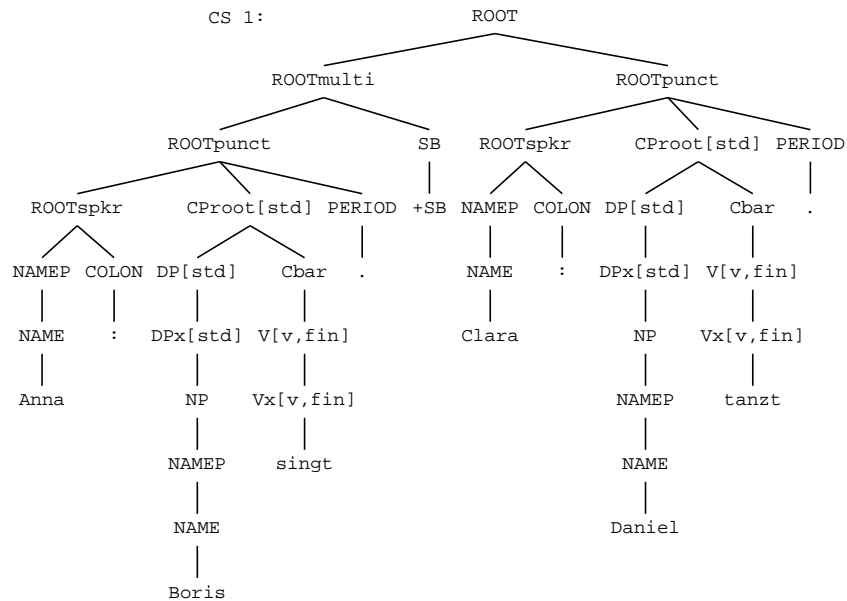 CS 1: ROOT
ROOTmulti ROOTpunct
ROOTpunct SB ROOTspkr CProot[std] PERIOD
ROOTspkr CProot[std] PERIOD +SB NAMEP COLON DP[std] Cbar .
NAMEP COLON DP[std] Cbar . NAME : DPx[std] V[v,fin]
NAME : DPx[std] V[v,fin] Clara NP Vx[v,fin]
Anna NP Vx[v,fin] NAMEP tanzt
NAMEP singt NAME
NAME Daniel
Boris